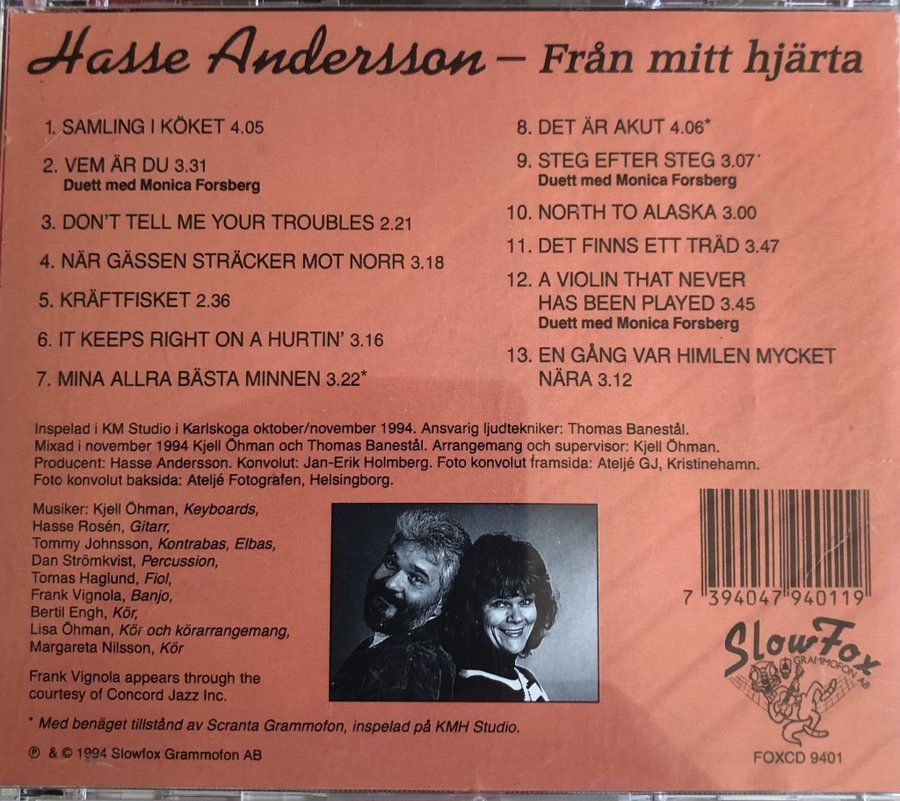 Hasse Andersson – Från mitt hjärta
1. SAMLING I KÖKET 4.05
2. VEM ÄR DU 3.31
Duett med Monica Forsberg
3. DON'T TELL ME YOUR TROUBLES 2.21
4. NÄR GÄSSEN STRÄCKER MOT NORR 3.18
5. KRÄFTFISKET 2.36
6. IT KEEPS RIGHT ON A HURTIN' 3.16
7. MINA ALLRA BÄSTA MINNEN 3.22*
8. DET ÄR AKUT 4.06*
9. STEG EFTER STEG 3.07
Duett med Monica Forsberg
10. NORTH TO ALASKA 3.00
11. DET FINNS ETT TRÄD 3.47
12. A VIOLIN THAT NEVER
HAS BEEN PLAYED 3.45
Duett med Monica Forsberg
13. EN GÅNG VAR HIMLEN MYCKET
NÄRA 3.12
Inspelad i KM Studio i Karlskoga oktober/november 1994. Ansvarig ljudtekniker: Thomas Banestål.
Mixad i november 1994 Kjell Öhman och Thomas Banestål. Arrangemang och supervisor: Kjell Öhman.
Producent: Hasse Andersson. Konvolut: Jan-Erik Holmberg. Foto konvolut framsida: Ateljé GJ, Kristinehamn.
Foto konvolut baksida: Ateljé Fotografen, Helsingborg.
Musiker: Kjell Öhman, Keyboards,
Hasse Rosén, Gitarr,
Tommy Johnsson, Kontrabas, Elbas,
Dan Strömkvist, Percussion,
Tomas Haglund, Fiol,
Frank Vignola, Banjo,
Bertil Engh, Kör,
Lisa Öhman, Kör och körarrangemang,
Margareta Nilsson, Kör
Frank Vignola appears through the
courtesy of Concord Jazz Inc.
* Med benäget tillstånd av Scranta Grammofon, inspelad på KMH Studio.
℗ & © 1994 Slowfox Grammofon AB
7 394047 940119
SlowFox
GRAMMOFON AB
FOXCD 9401